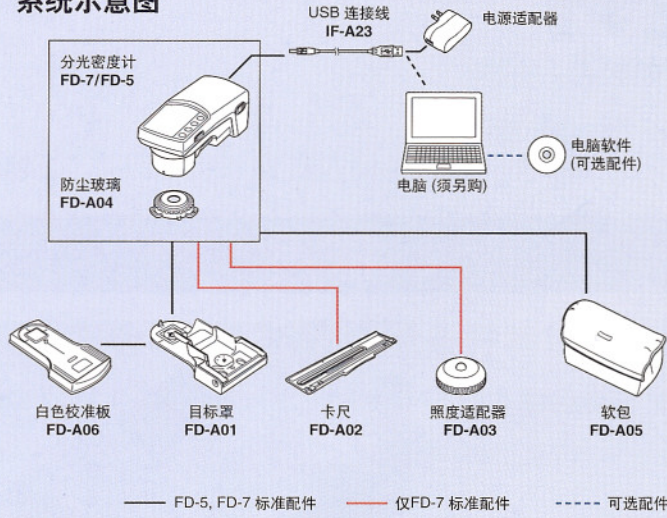 系统示意图
USB 连接线
IF-A23
电源适配器
分光密度计
FD-7/FD-5
防尘玻璃
FD-A04
电脑 (须另购)
电脑软件
(可选配件)
白色校准板
FD-A06
目标罩
FD-A01
卡尺
FD-A02
照度适配器
FD-A03
软包
FD-A05
FD-5, FD-7 标准配件
仅FD-7 标准配件
可选配件